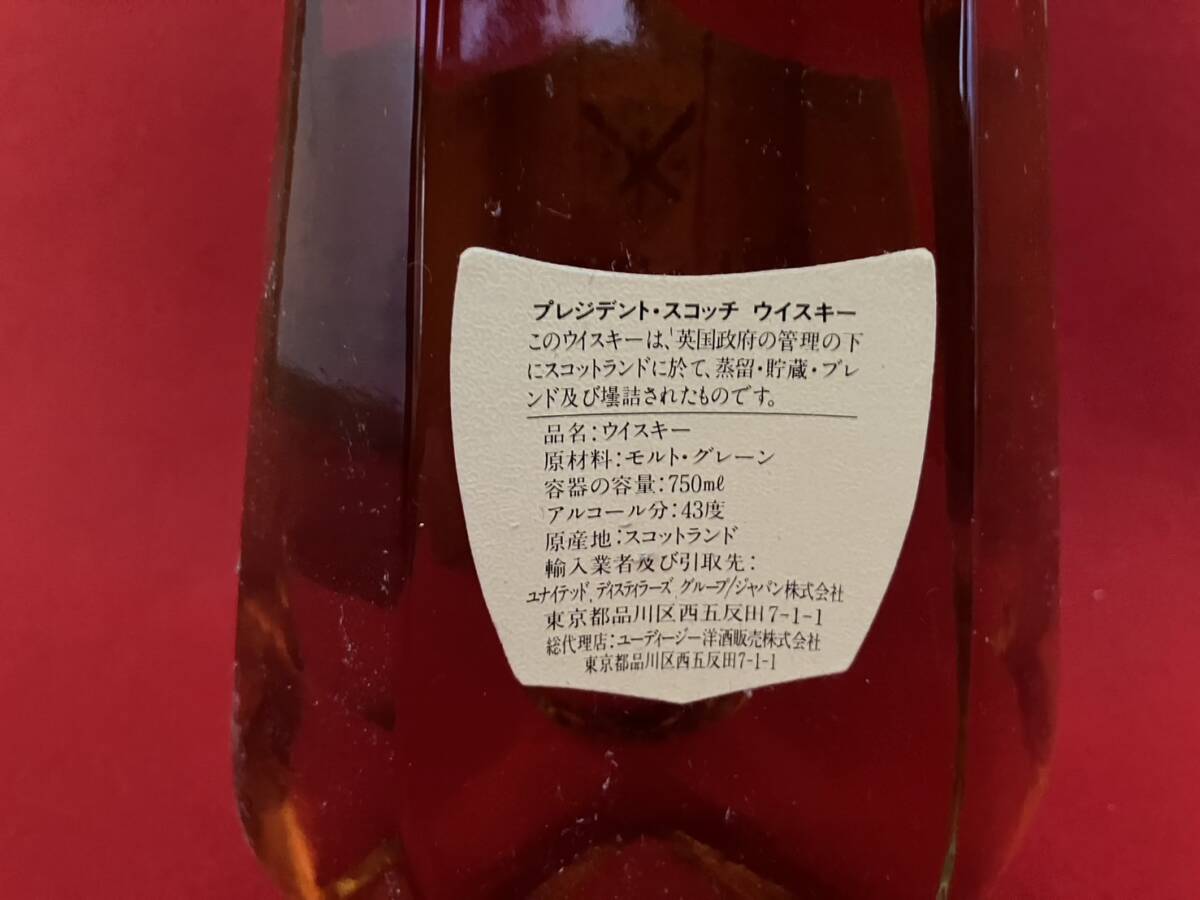 プレジデント・スコッチ ウイスキー
このウイスキーは、英国政府の管理の下
にスコットランドに於て、蒸留・貯蔵・ブレ
ンド及び壜詰されたものです。
品名:ウイスキー
原材料:モルト・グレーン
容器の容量:750mℓ
アルコール分:43度
原産地:スコットランド
輸入業者及び引取先:
ユナイテッド、ディスティラーズ、グループ/ジャパン株式会社
東京都品川区西五反田7-1-1
総代理店:ユーディージー洋酒販売株式会社
東京都品川区西五反田7-1-1